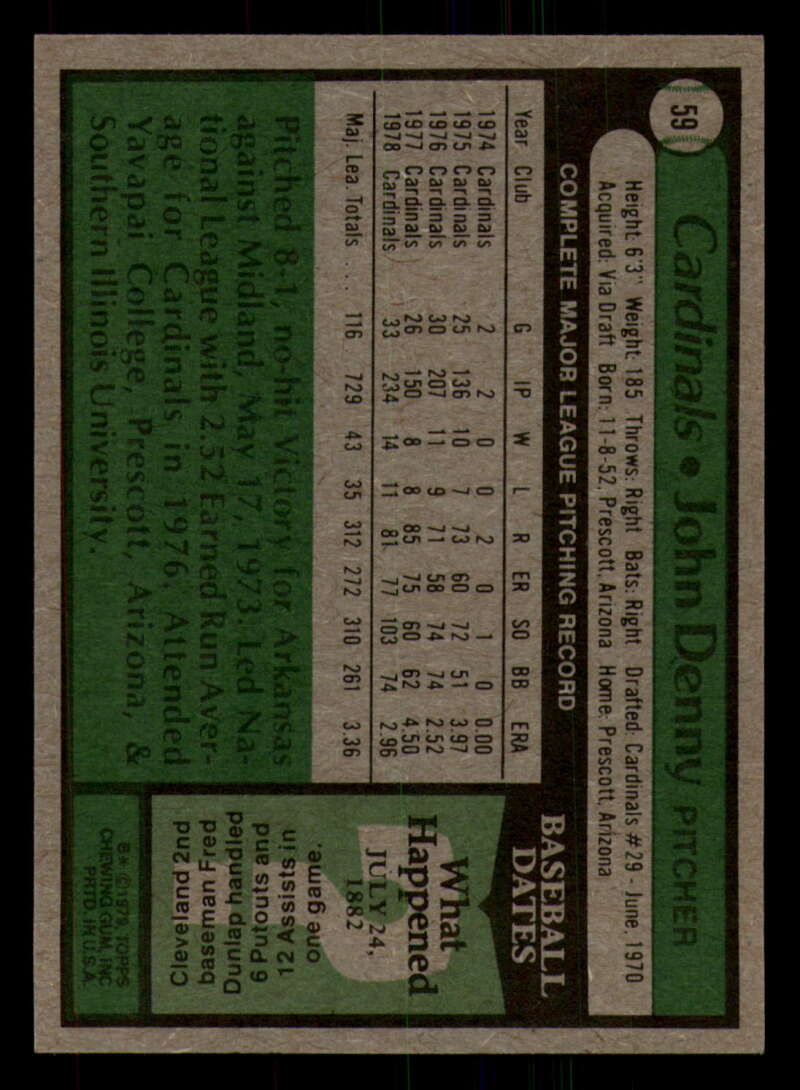 59
Cardinals • John Denny PITCHER
Height: 6'3" Weight: 185 Throws: Right Bats: Right Drafted: Cardinals #29 - June, 1970
Acquired: Via Draft Born: 11-8-52, Prescott, Arizona Home: Prescott, Arizona
COMPLETE MAJOR LEAGUE PITCHING RECORD
Year Club G IP W L R ER SO BB ERA
1974 Cardinals 2 2 0 0 2 0 1 0 0.00
1975 Cardinals 25 136 10 7 73 60 72 51 3.97
1976 Cardinals 30 207 11 9 71 58 74 74 2.52
1977 Cardinals 26 150 8 8 85 75 60 62 4.50
1978 Cardinals 33 234 14 11 81 77 103 74 2.96
Maj. Lea. Totals ... 116 729 43 35 312 272 310 261 3.36
Pitched 8-1, no-hit victory for Arkansas
against Midland, May 17, 1973. Led Na-
tional League with 2.52 Earned Run Aver-
age for Cardinals in 1976. Attended
Yavapai College, Prescott, Arizona, &
Southern Illinois University.
BASEBALL
DATES
What
Happened
JULY 24,
1882
Cleveland 2nd
baseman Fred
Dunlap handled
6 Putouts and
12 Assists in
one game.
B* © 1979 TOPPS
CHEWING GUM, INC.
PRTD. IN U.S.A.